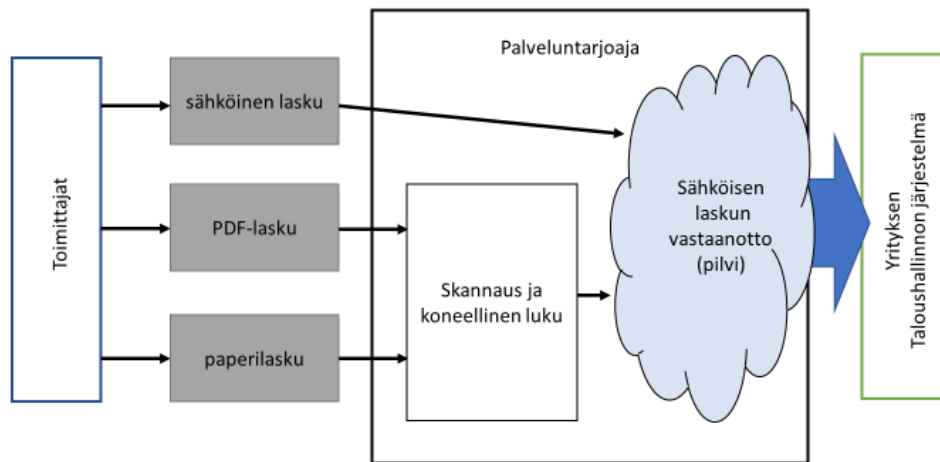 Toimittajat
sähköinen lasku
PDF-lasku
paperilasku
Palveluntarjoaja
Skannaus ja
koneellinen luku
Sähköisen
laskun
vastaanotto
(pilvi)
Yrityksen
Taloushallinnon järjestelmä